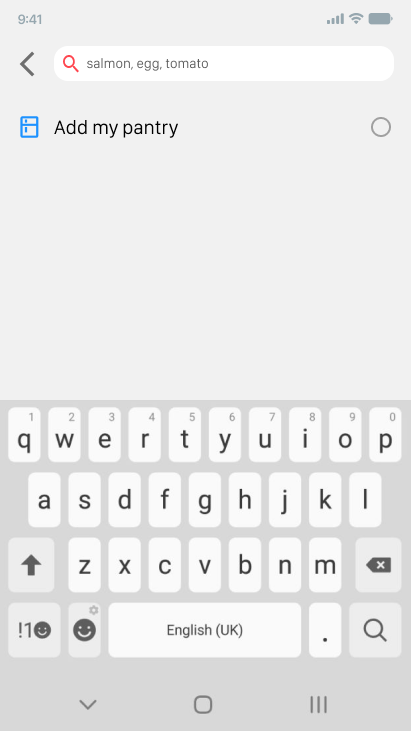 9:41
salmon, egg, tomato
Add my pantry
1 2 3 4 5 6 7 8 9 0
q w e r t y u i o p
a s d f g h j k l
z x c v b n m
!1 English (UK) .